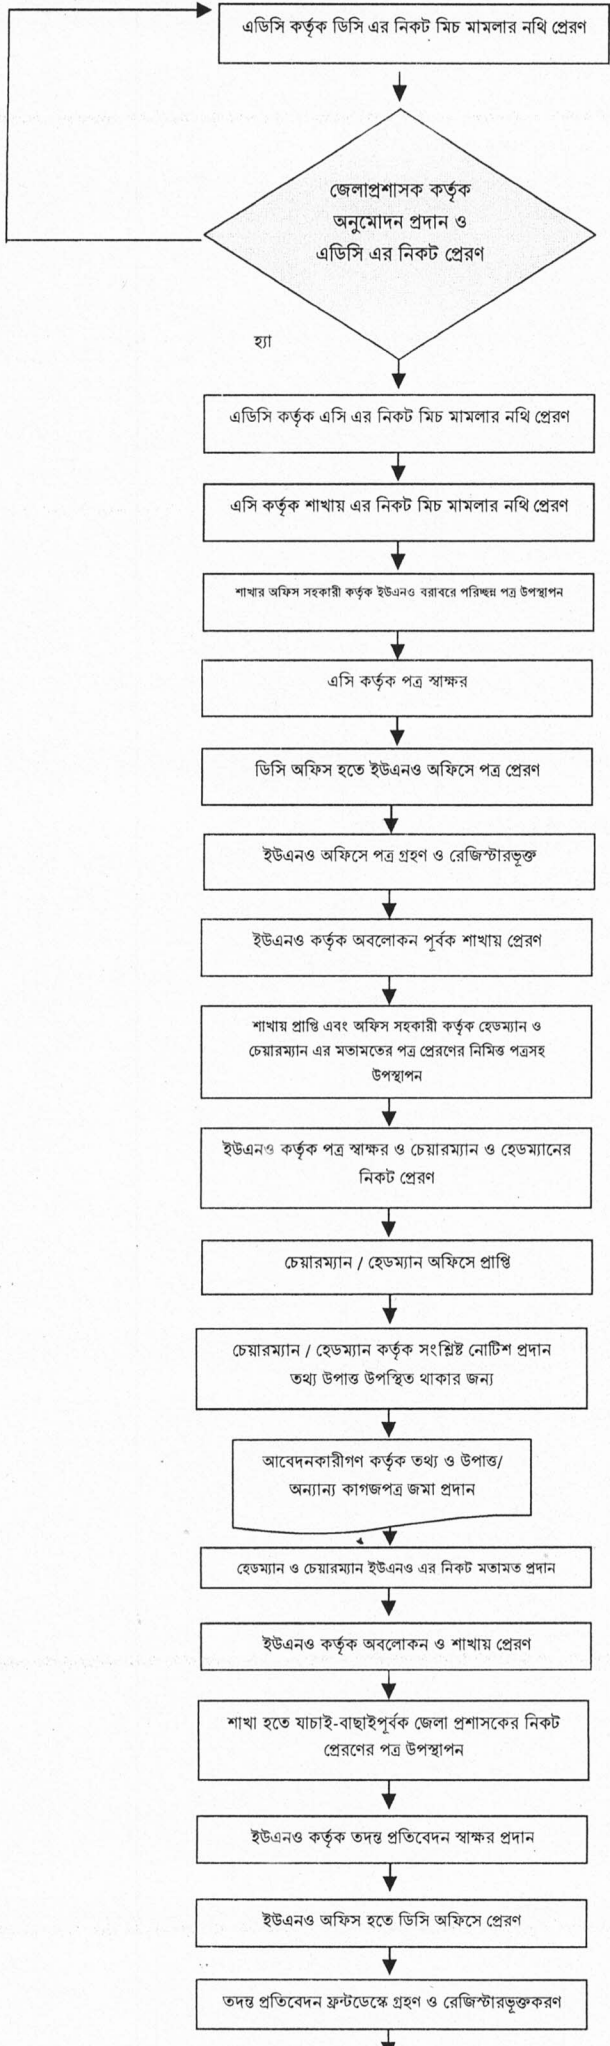 এডিসি কর্তৃক ডিসি এর নিকট মিচ মামলার নথি প্রেরণ
জেলাপ্রশাসক কর্তৃক
অনুমোদন প্রদান ও
এডিসি এর নিকট প্রেরণ
হ্যা
এডিসি কর্তৃক এসি এর নিকট মিচ মামলার নথি প্রেরণ
এসি কর্তৃক শাখায় এর নিকট মিচ মামলার নথি প্রেরণ
শাখার অফিস সহকারী কর্তৃক ইউএনও বরাবরে পরিচ্ছন্ন পত্র উপস্থাপন
এসি কর্তৃক পত্র স্বাক্ষর
ডিসি অফিস হতে ইউএনও অফিসে পত্র প্রেরণ
ইউএনও অফিসে পত্র গ্রহণ ও রেজিস্টারভূক্ত
ইউএনও কর্তৃক অবলোকন পূর্বক শাখায় প্রেরণ
শাখায় প্রাপ্তি এবং অফিস সহকারী কর্তৃক হেডম্যান ও
চেয়ারম্যান এর মতামতের পত্র প্রেরণের নিমিত্ত পত্রসহ
উপস্থাপন
ইউএনও কর্তৃক পত্র স্বাক্ষর ও চেয়ারম্যান ও হেডম্যানের
নিকট প্রেরণ
চেয়ারম্যান / হেডম্যান অফিসে প্রাপ্তি
চেয়ারম্যান / হেডম্যান কর্তৃক সংশ্লিষ্ট নোটিশ প্রদান
তথ্য উপাত্ত উপস্থিত থাকার জন্য
আবেদনকারীগণ কর্তৃক তথ্য ও উপাত্ত/
অন্যান্য কাগজপত্র জমা প্রদান
হেডম্যান ও চেয়ারম্যান ইউএনও এর নিকট মতামত প্রদান
ইউএনও কর্তৃক অবলোকন ও শাখায় প্রেরণ
শাখা হতে যাচাই-বাছাইপূর্বক জেলা প্রশাসকের নিকট
প্রেরণের পত্র উপস্থাপন
ইউএনও কর্তৃক তদন্ত প্রতিবেদন স্বাক্ষর প্রদান
ইউএনও অফিস হতে ডিসি অফিসে প্রেরণ
তদন্ত প্রতিবেদন ফ্রন্টডেস্কে গ্রহণ ও রেজিস্টারভূক্তকরণ